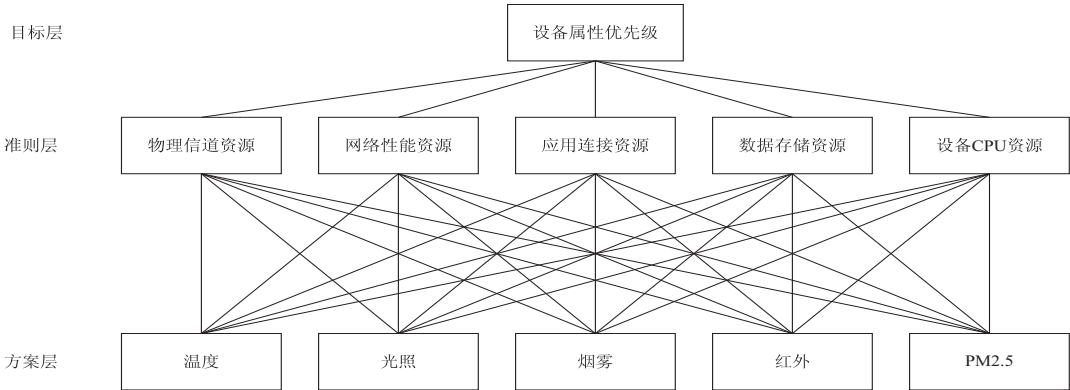 目标层
设备属性优先级
准则层
物理信道资源
网络性能资源
应用连接资源
数据存储资源
设备CPU资源
方案层
温度
光照
烟雾
红外
PM2.5